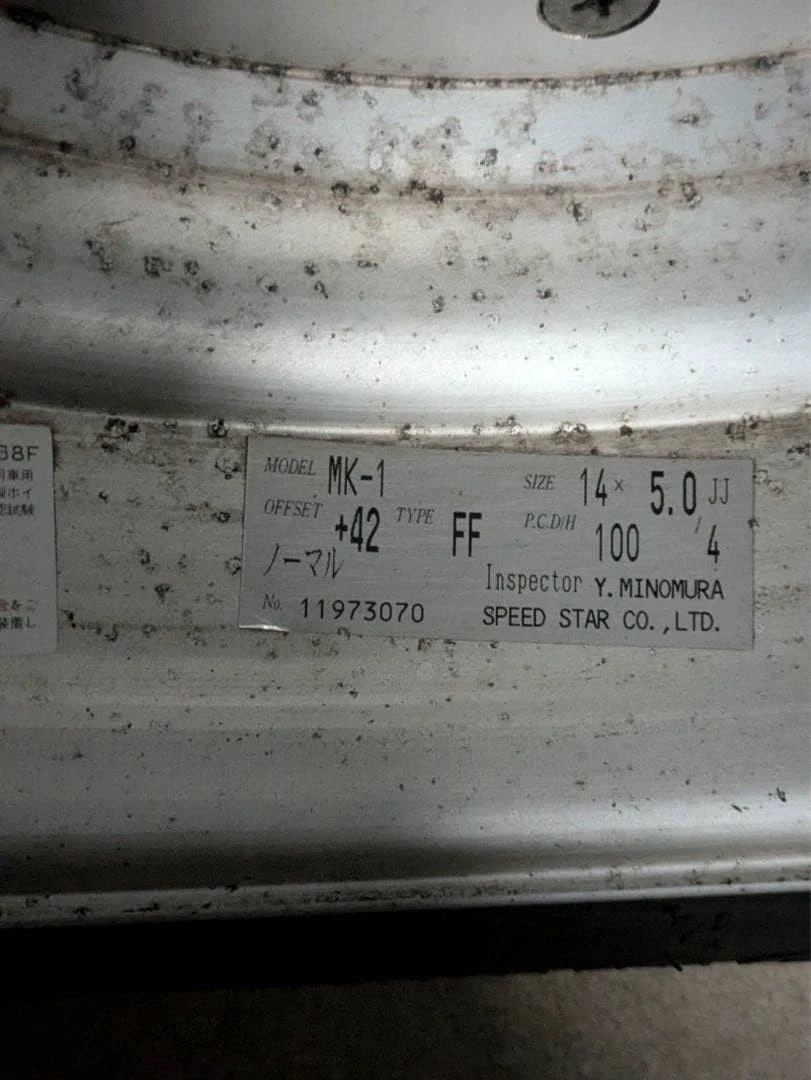 68F
MODEL MK-1 SIZE 14× 5.0 JJ
OFFSET +42 TYPE FF P.C.D/H 100 / 4
ノーマル
Inspector Y. MINOMURA
No. 11973070 SPEED STAR CO.,LTD.